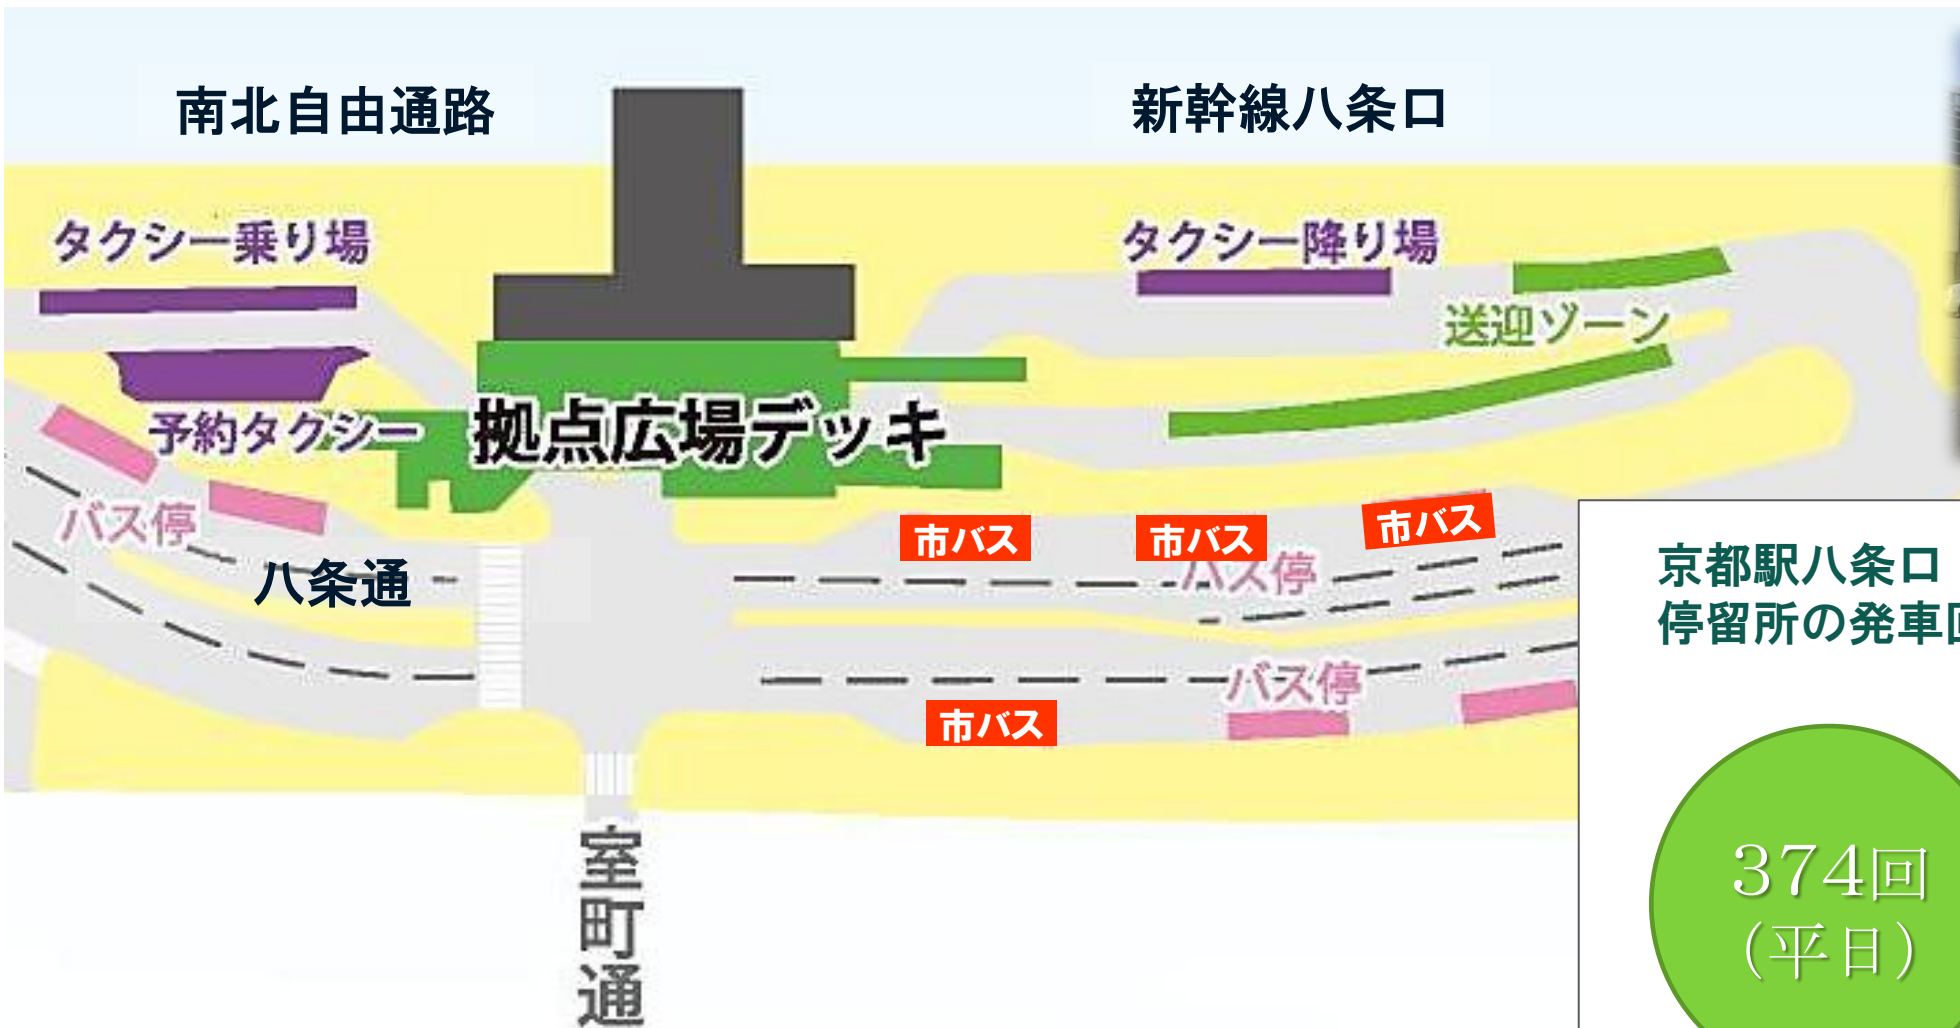 南北自由通路
新幹線八条口
タクシー乗り場
タクシー降り場
送迎ゾーン
予約タクシー
拠点広場デッキ
バス停
市バス
市バス
市バス
八条通
バス停
バス停
市バス
室町通
京都駅八条口
停留所の発車
374回
（平日）